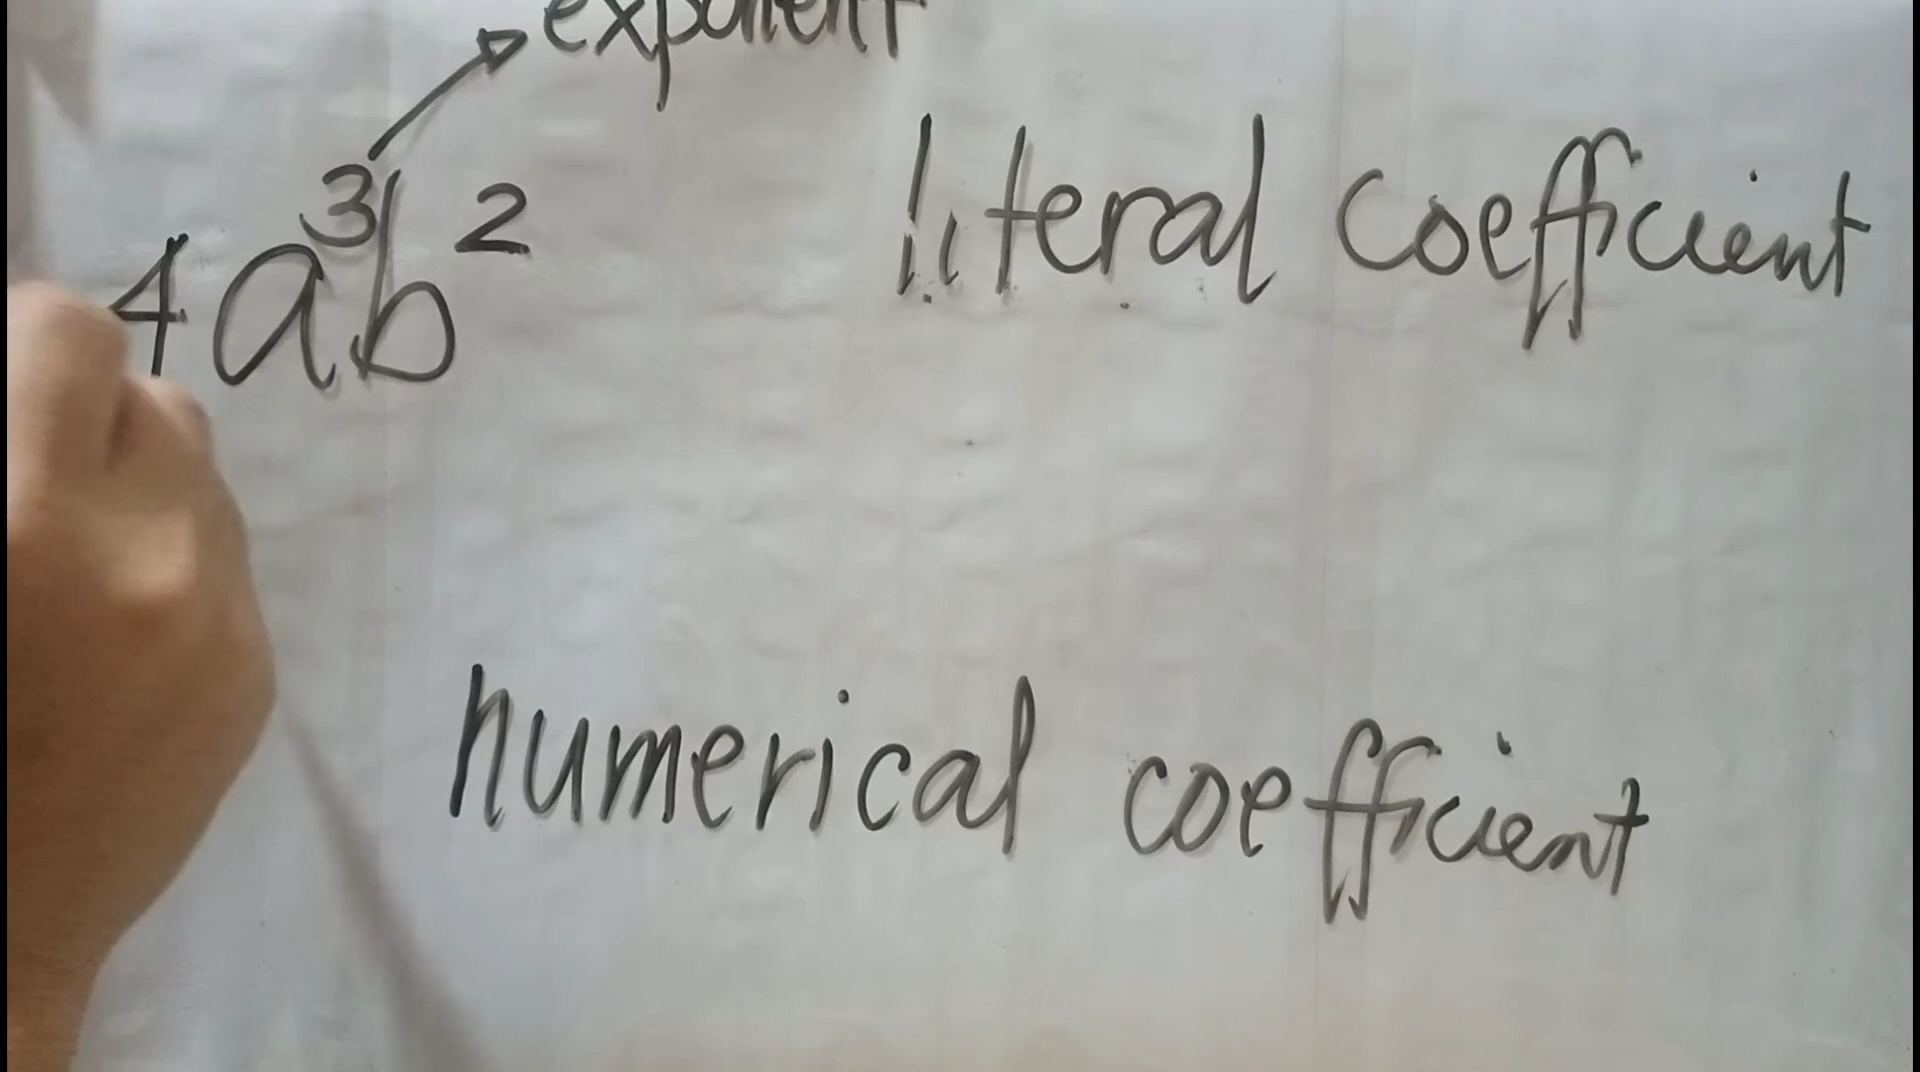 exponent
4a³b²
literal coefficient
numerical coefficient